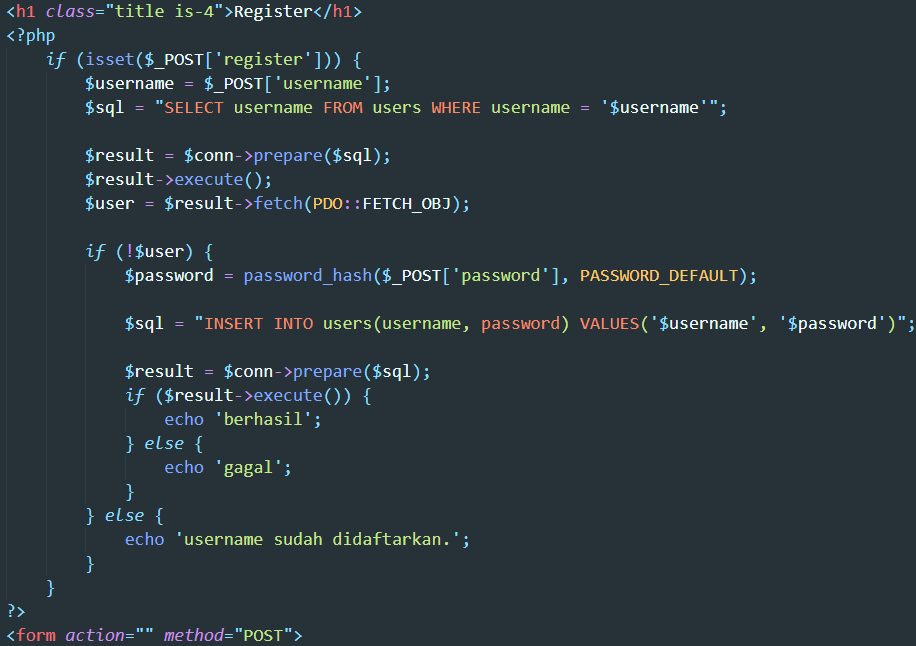 <h1 class="title is-4">Register</h1>
<?php
    if (isset($_POST['register'])) {
        $username = $_POST['username'];
        $sql = "SELECT username FROM users WHERE username = '$username'";

        $result = $conn->prepare($sql);
        $result->execute();
        $user = $result->fetch(PDO::FETCH_OBJ);

        if (!$user) {
            $password = password_hash($_POST['password'], PASSWORD_DEFAULT);

            $sql = "INSERT INTO users(username, password) VALUES('$username', '$password')";

            $result = $conn->prepare($sql);
            if ($result->execute()) {
                echo 'berhasil';
            } else {
                echo 'gagal';
            }
        } else {
            echo 'username sudah didaftarkan.';
        }
    }
?>
<form action="" method="POST">